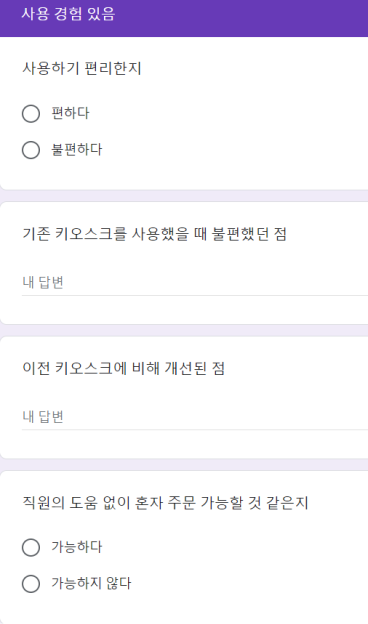 사용 경험 있음
사용하기 편리한지
편하다
불편하다
기존 키오스크를 사용했을 때 불편했던 점
내 답변
이전 키오스크에 비해 개선된 점
내 답변
직원의 도움 없이 혼자 주문 가능할 것 같은지
가능하다
가능하지 않다